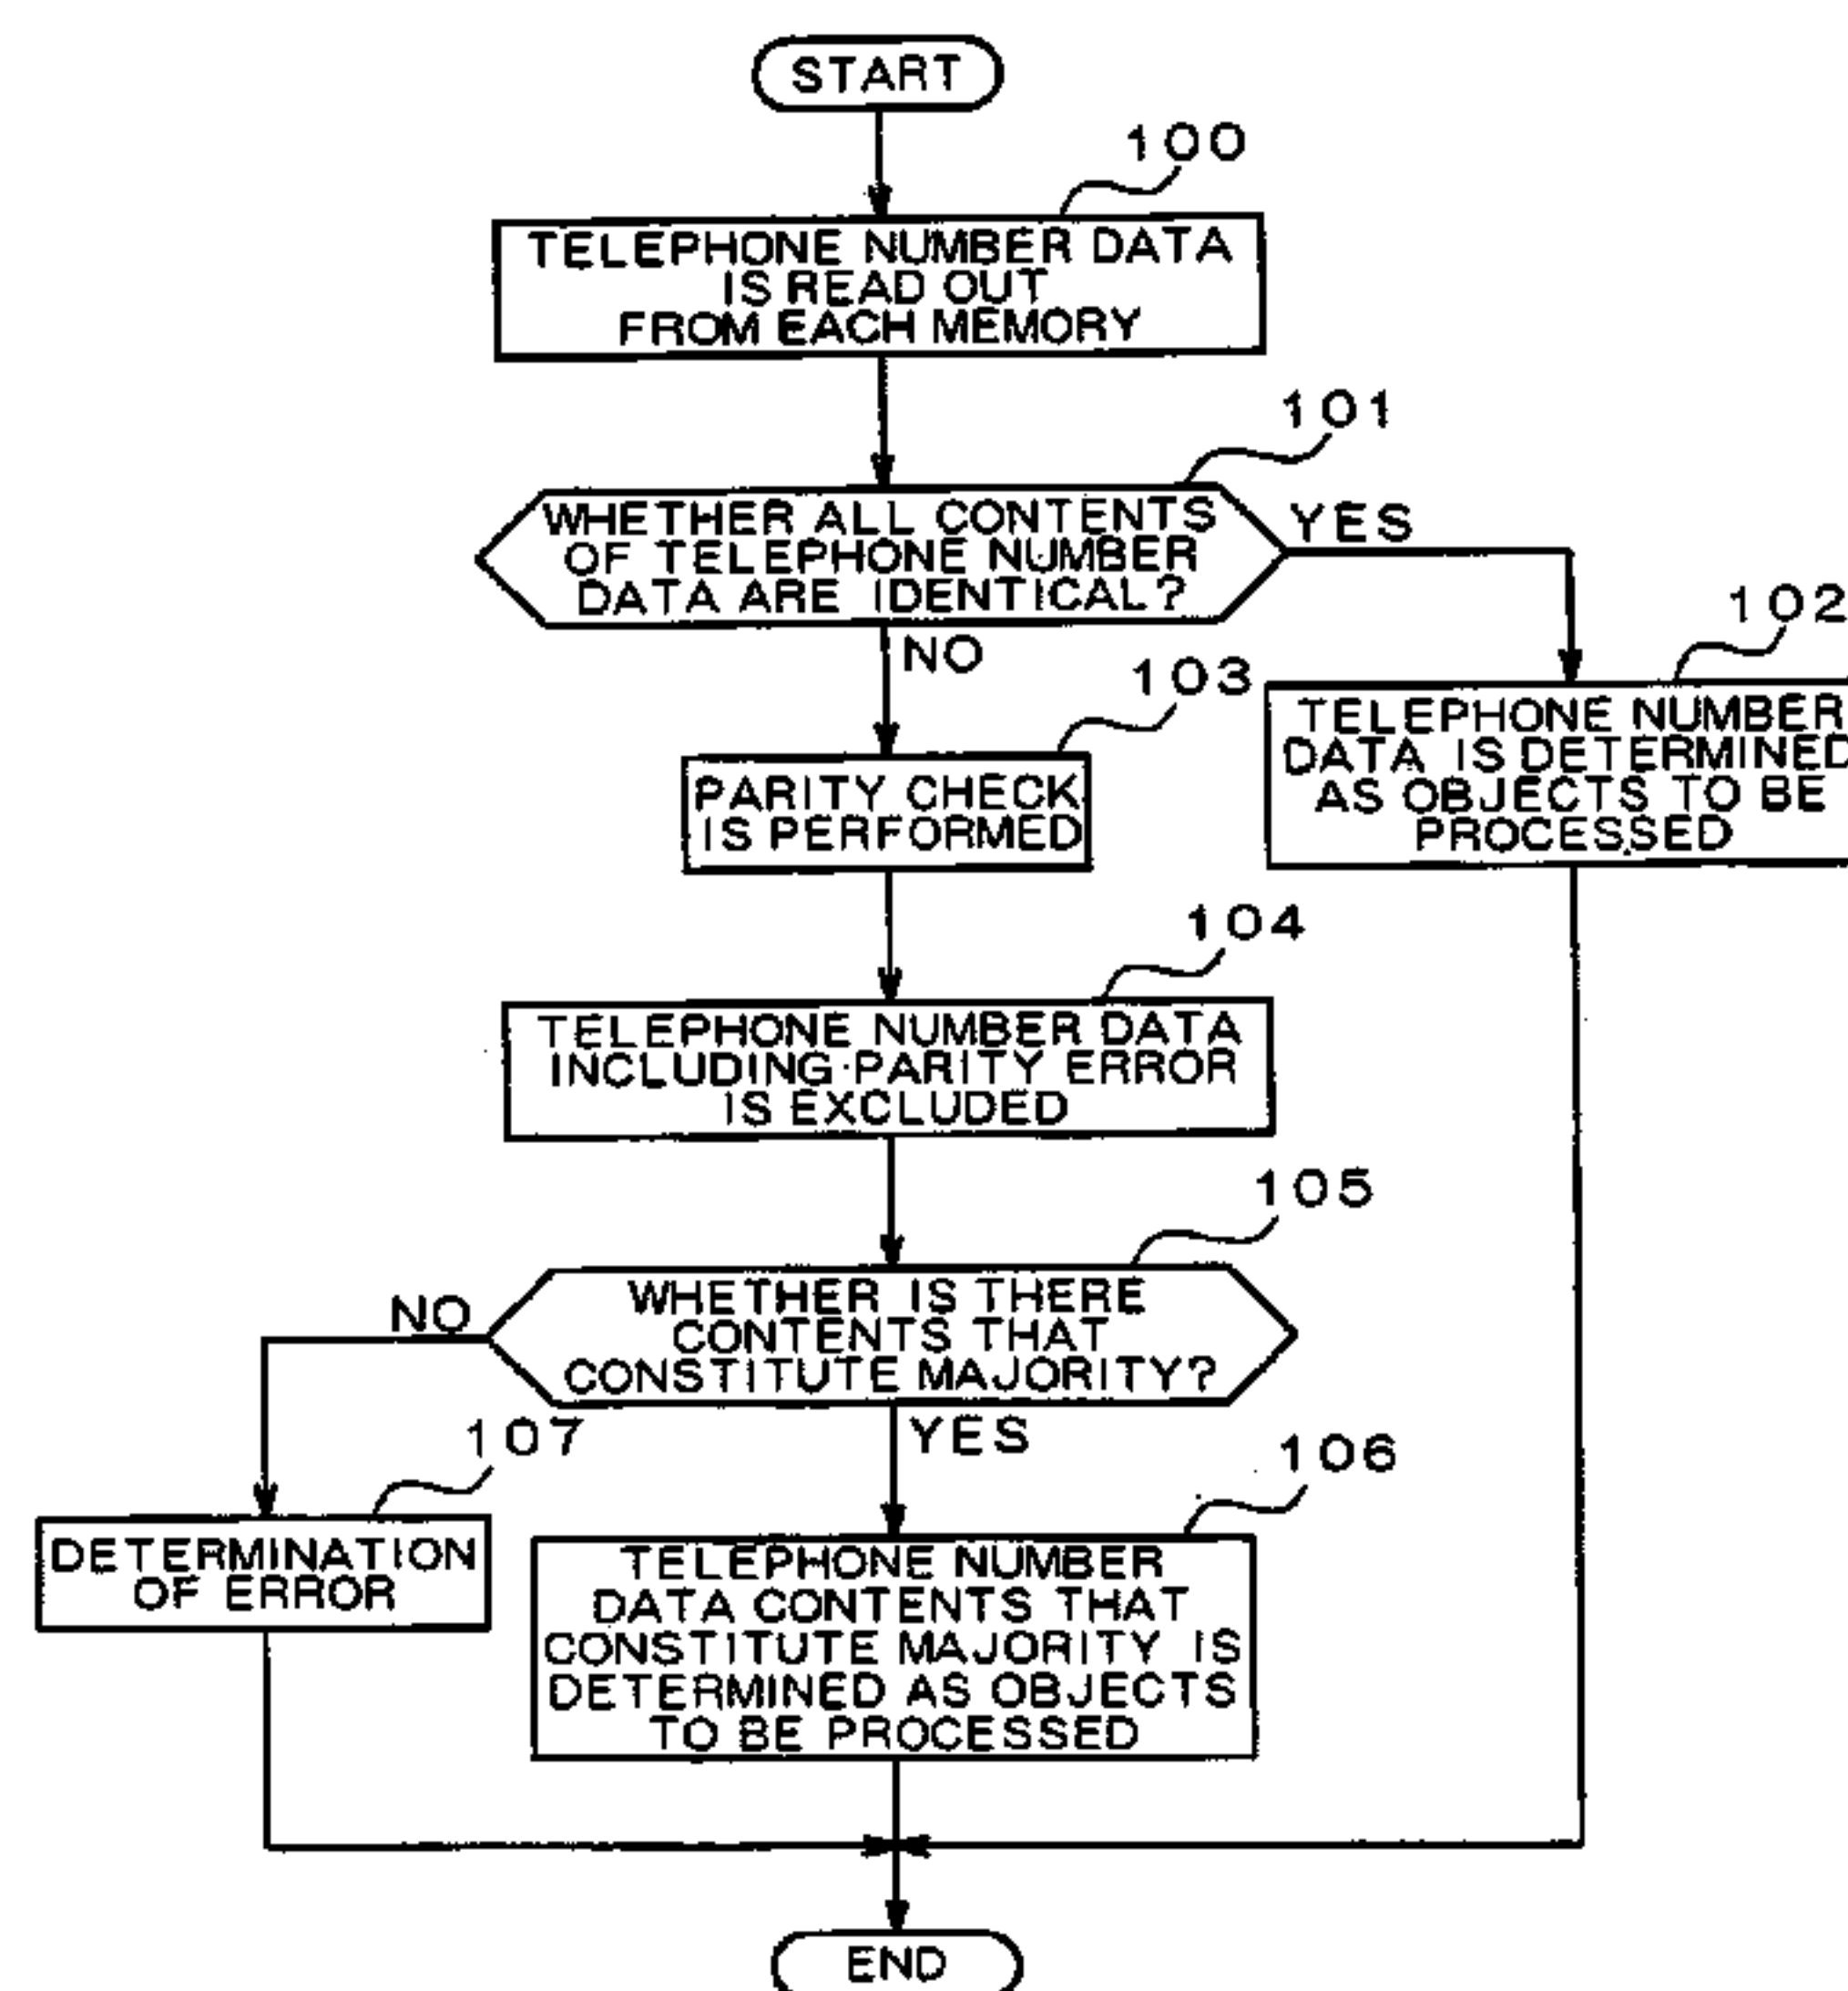 START
100
TELEPHONE NUMBER DATA
IS READ OUT
FROM EACH MEMORY
101
WHETHER ALL CONTENTS
OF TELEPHONE NUMBER
DATA ARE IDENTICAL?
YES
NO
102
TELEPHONE NUMBER
DATA IS DETERMINED
AS OBJECTS TO BE
PROCESSED
103
PARITY CHECK
IS PERFORMED
104
TELEPHONE NUMBER DATA
INCLUDING PARITY ERROR
IS EXCLUDED
105
WHETHER IS THERE
CONTENTS THAT
CONSTITUTE MAJORITY?
NO
YES
107
DETERMINATION
OF ERROR
106
TELEPHONE NUMBER
DATA CONTENTS THAT
CONSTITUTE MAJORITY IS
DETERMINED AS OBJECTS
TO BE PROCESSED
END